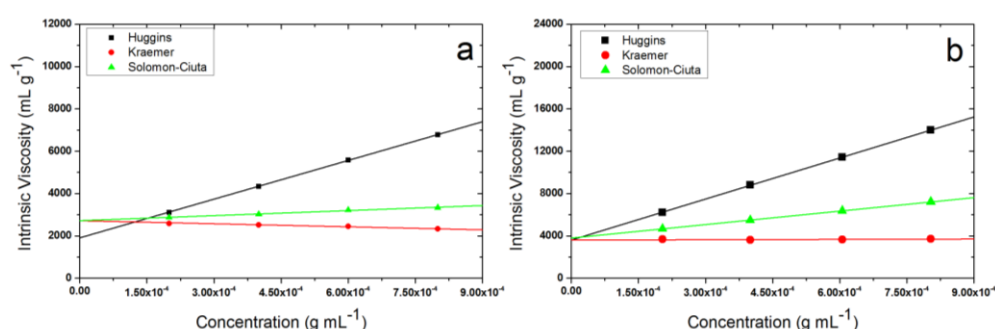 12000
10000
8000
6000
4000
2000
0
Intrinsic Viscosity (mL g⁻¹)
Huggins
Kraemer
Solomon-Ciuta
a
0.00 1.50x10⁻⁴ 3.00x10⁻⁴ 4.50x10⁻⁴ 6.00x10⁻⁴ 7.50x10⁻⁴ 9.00x10⁻⁴
Concentration (g mL⁻¹)
24000
20000
16000
12000
8000
4000
0
Intrinsic Viscosity (mL g⁻¹)
Huggins
Kraemer
Solomon-Ciuta
b
0.00 1.50x10⁻⁴ 3.00x10⁻⁴ 4.50x10⁻⁴ 6.00x10⁻⁴ 7.50x10⁻⁴ 9.00x10⁻⁴
Concentration (g mL⁻¹)